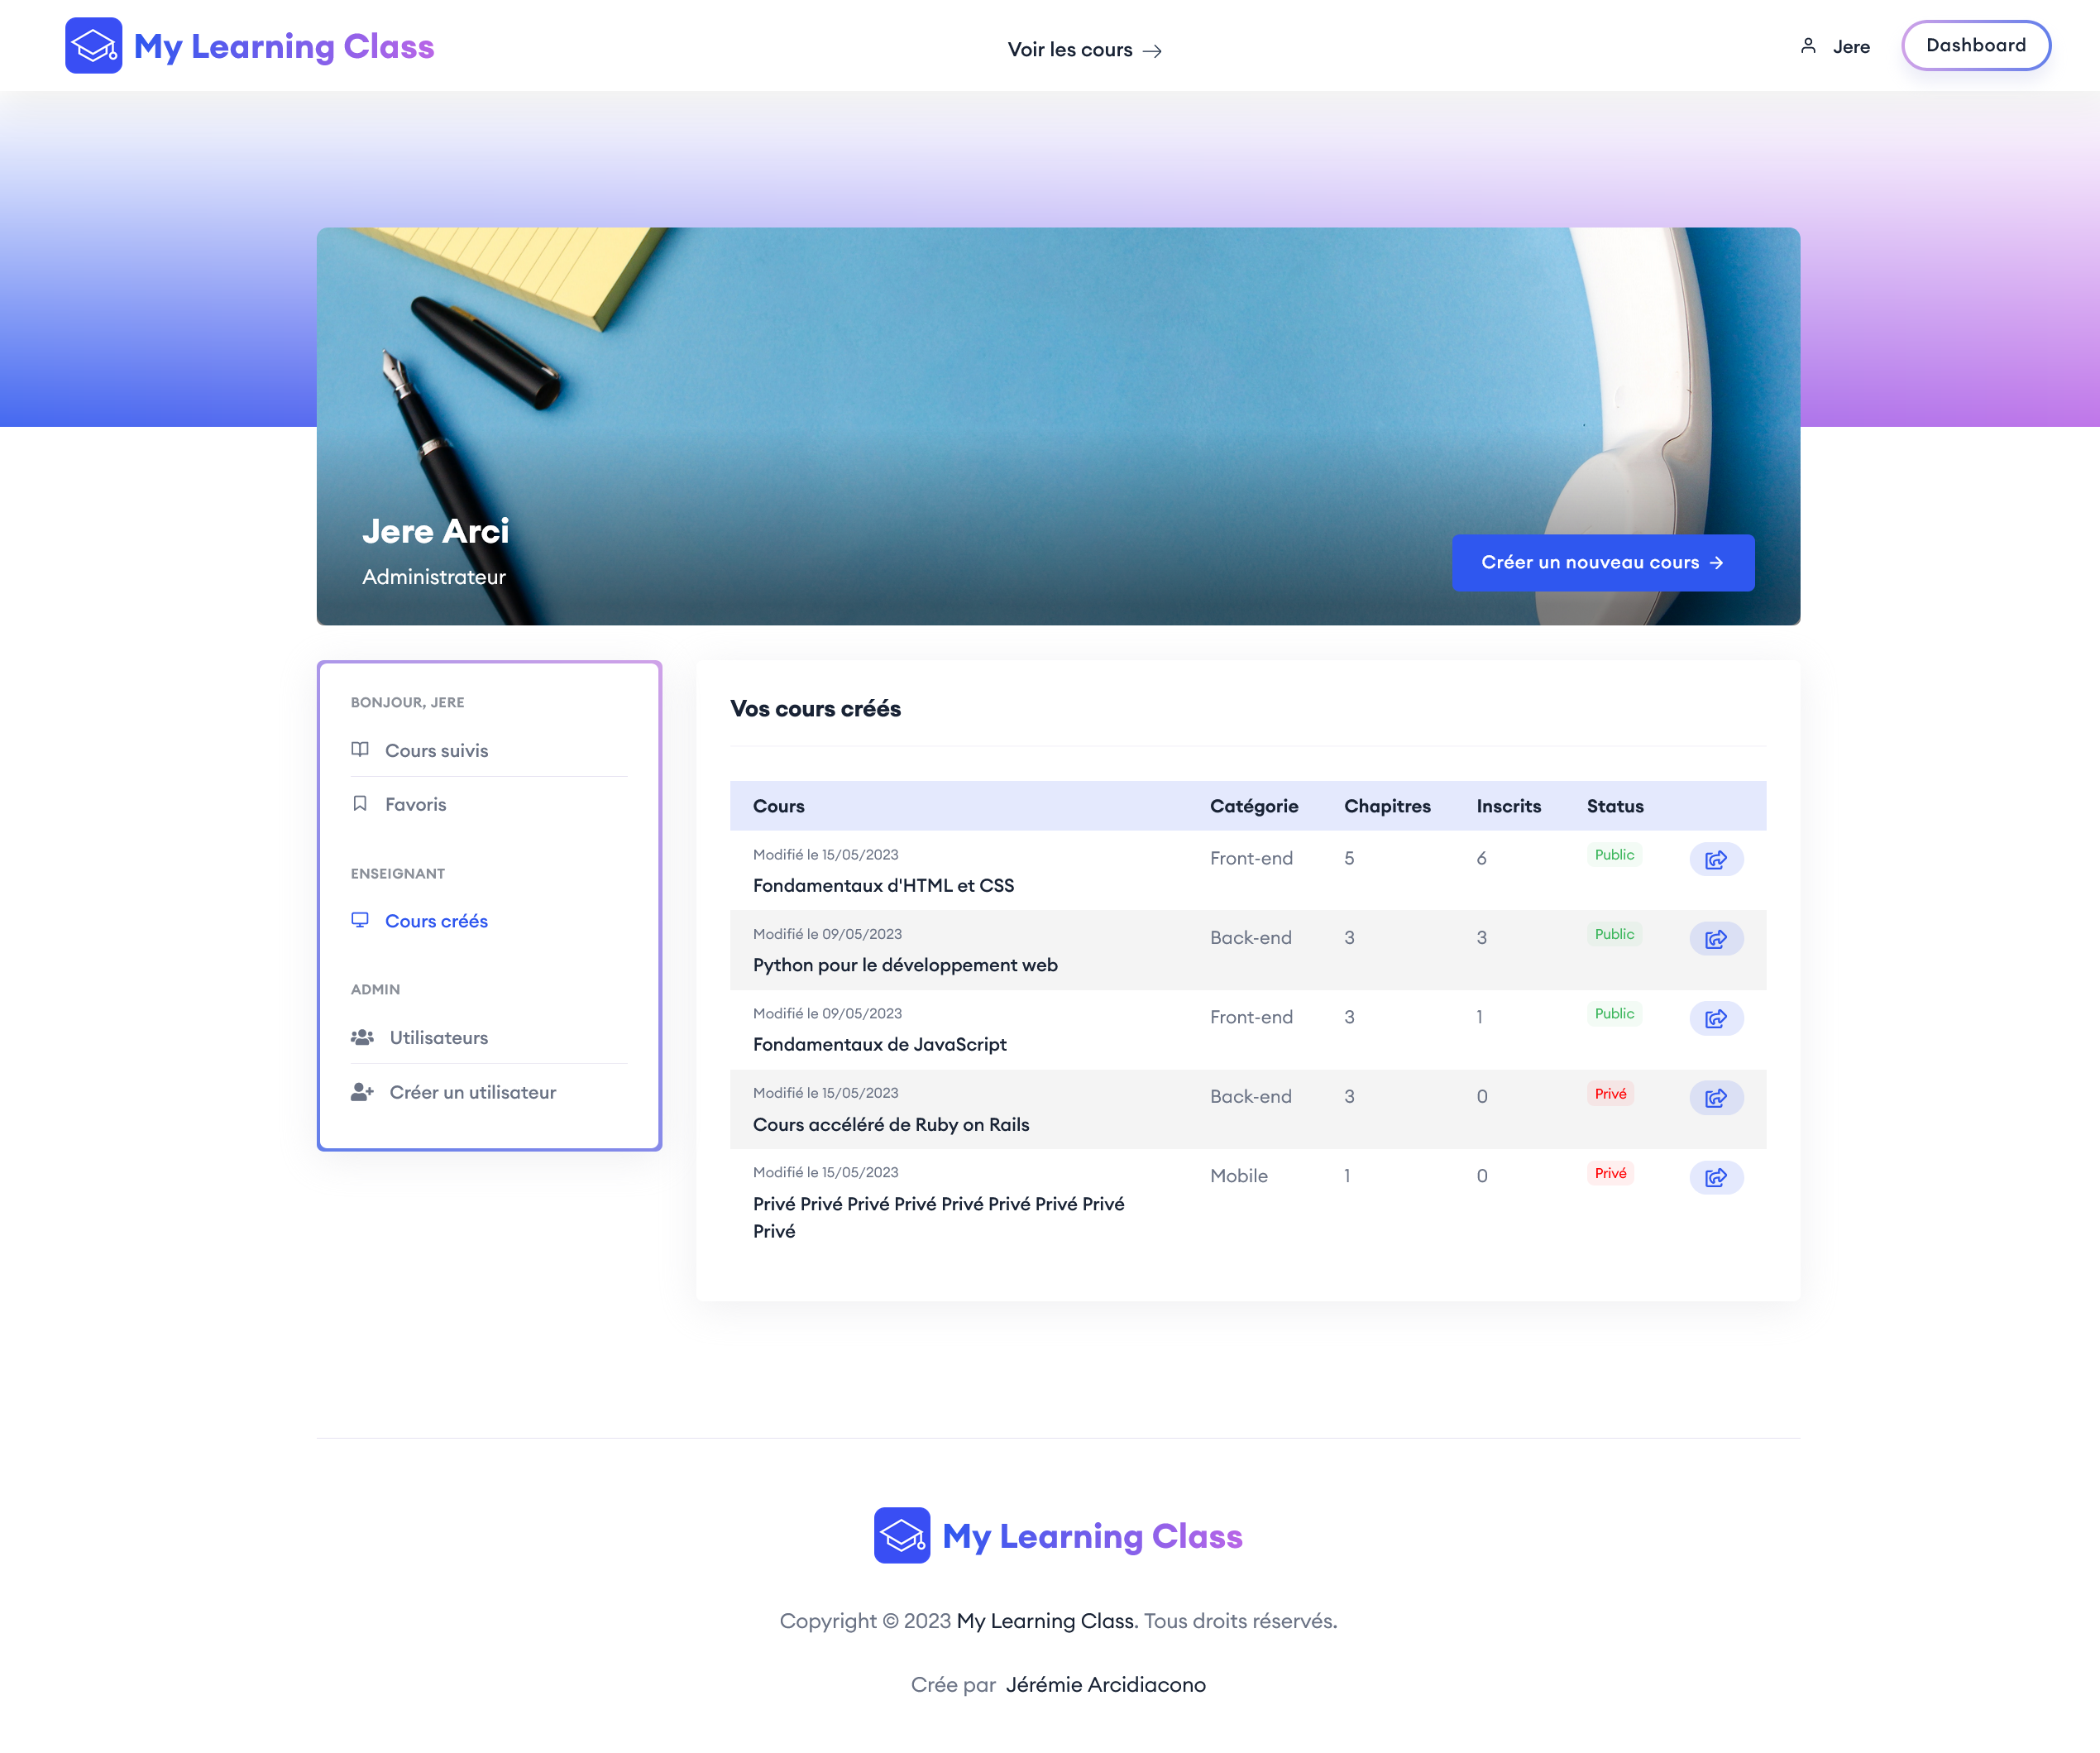 My Learning Class
Voir les cours →
Jere
Dashboard
Jere Arci
Administrateur
Créer un nouveau cours →
BONJOUR, JERE
Cours suivis
Favoris
ENSEIGNANT
Cours créés
ADMIN
Utilisateurs
Créer un utilisateur
Vos cours créés
Cours Catégorie Chapitres Inscrits Status
Modifié le 15/05/2023
Fondamentaux d'HTML et CSS
Front-end 5 6 Public
Modifié le 09/05/2023
Python pour le développement web
Back-end 3 3 Public
Modifié le 09/05/2023
Fondamentaux de JavaScript
Front-end 3 1 Public
Modifié le 15/05/2023
Cours accéléré de Ruby on Rails
Back-end 3 0 Privé
Modifié le 15/05/2023
Privé Privé Privé Privé Privé Privé Privé Privé
Privé
Mobile 1 0 Privé
My Learning Class
Copyright © 2023 My Learning Class. Tous droits réservés.
Crée par Jérémie Arcidiacono